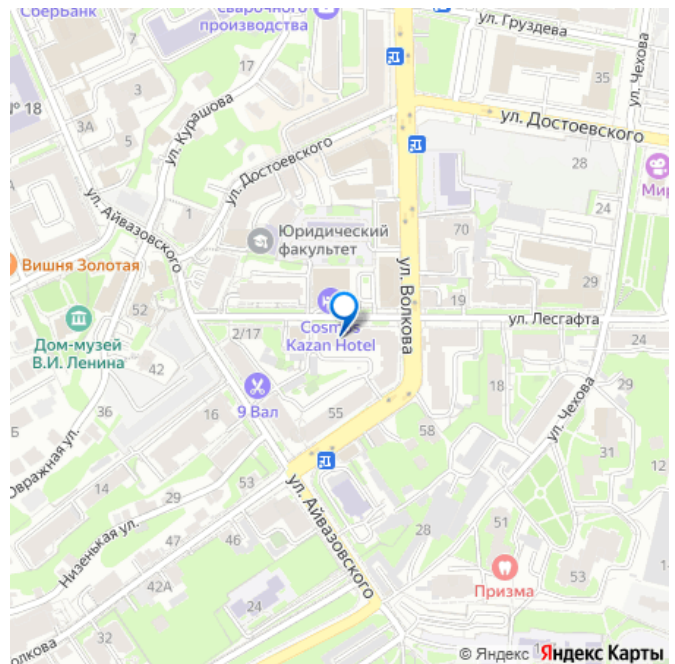 Сбербанк
сварочного
производства
ул. Груздева
ул. Чехова
17
35
№ 18
3А
ул. Курашова
ул. Достоевского
ул. Достоевского
28
Мир
24
ул. Айвазовского
1
Юридический
факультет
70
ул. Волкова
Вишня Золотая
52
29
19
Cosmos
Kazan Hotel
ул. Лесгафта
Дом-музей
В.И. Ленина
2/17
24
29
42
36
9 Вал
16
55
18
ул. Чехова
58
Б
Овражная ул.
31
12
14
29
53
53
ул. Айвазовского
Низенькая ул.
47
46
28
51
42А
24
Призма
53
14
олкова
© Яндекс Яндекс Карты